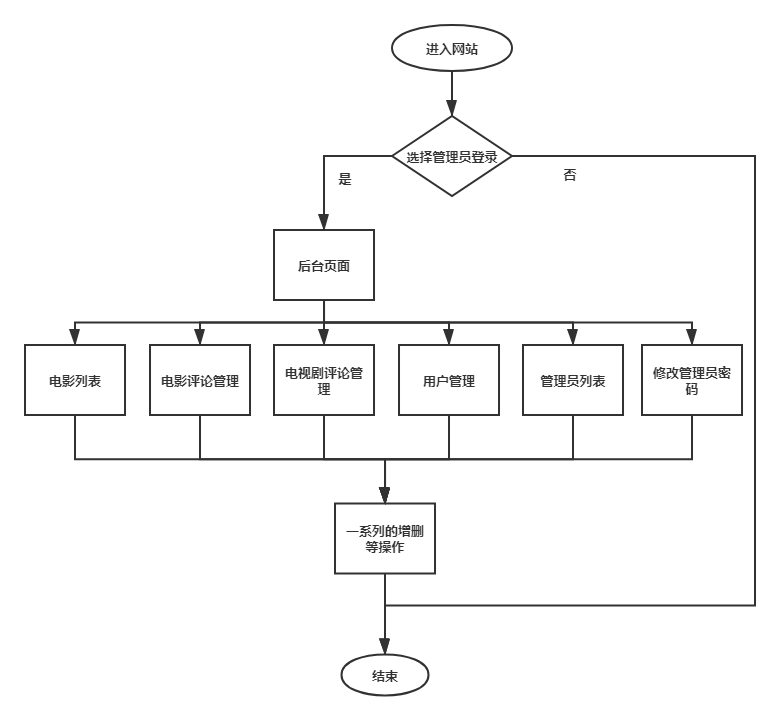 进入网站
选择管理员登录
是
否
后台页面
电影列表
电影评论管理
电视剧评论管
理
用户管理
管理员列表
修改管理员密
码
一系列的增删
等操作
结束